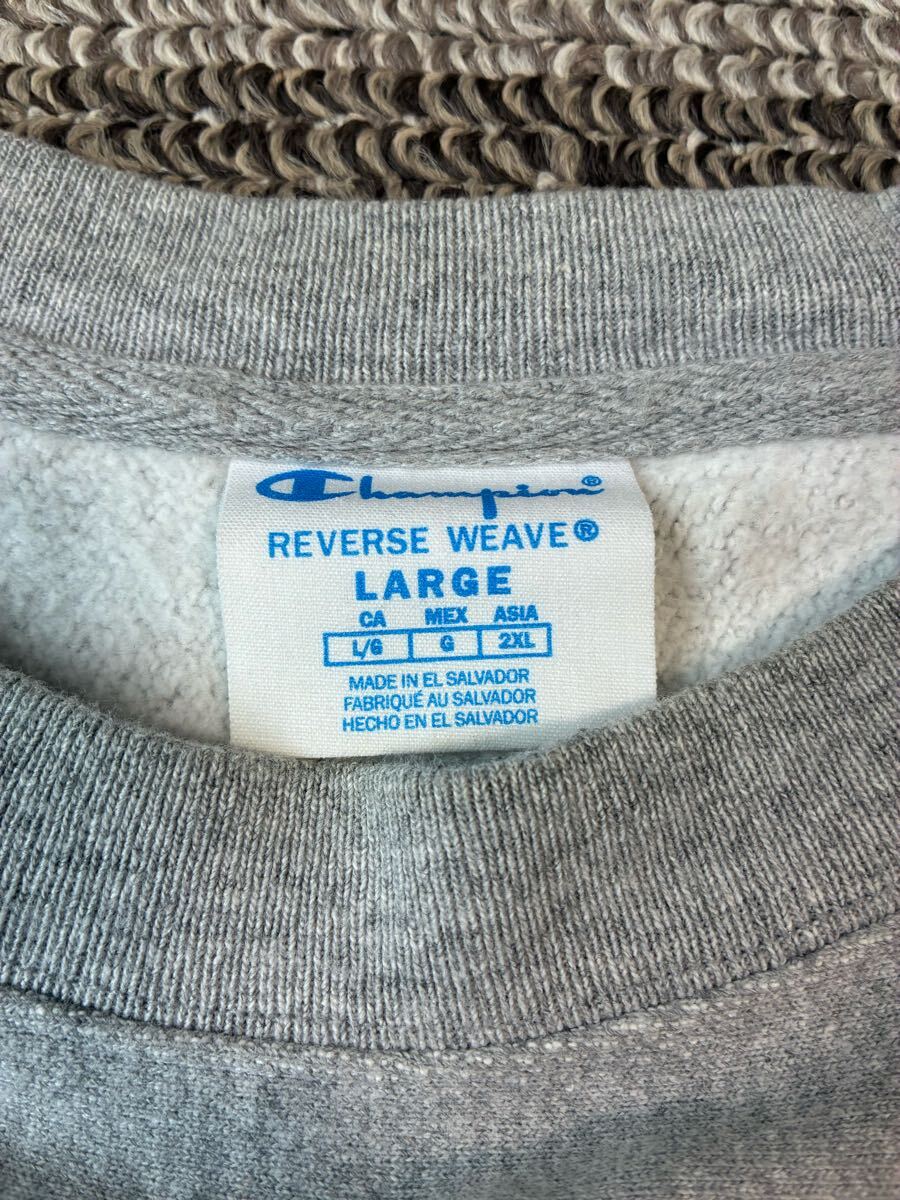 Champion®
REVERSE WEAVE®
LARGE
CA MEX ASIA
L/G G 2XL
MADE IN EL SALVADOR
FABRIQUÉ AU SALVADOR
HECHO EN EL SALVADOR